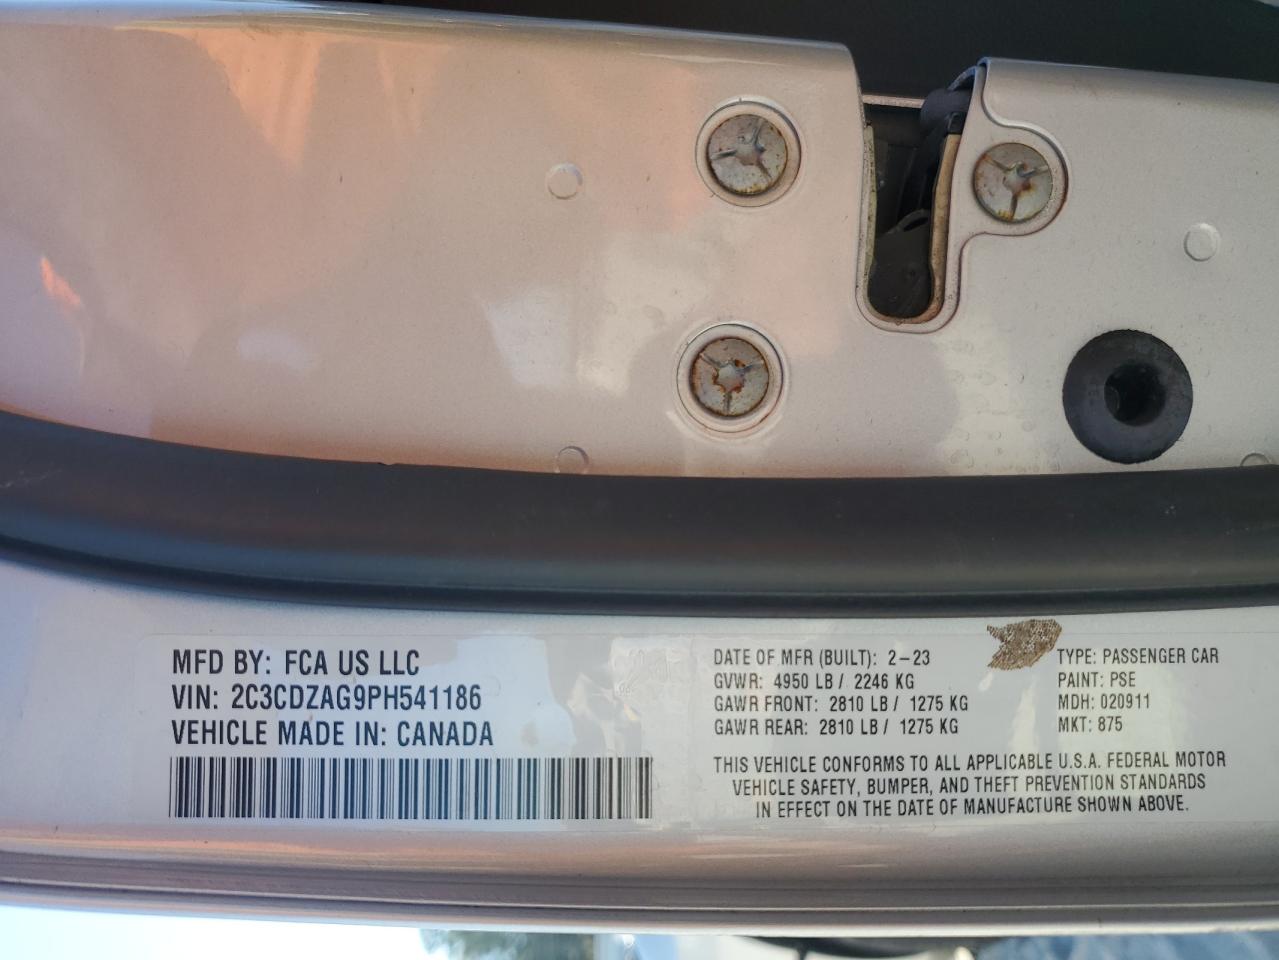 MFD BY: FCA US LLC
VIN: 2C3CDZAG9PH541186
VEHICLE MADE IN: CANADA
DATE OF MFR (BUILT): 2-23
GVWR: 4950 LB / 2246 KG
GAWR FRONT: 2810 LB / 1275 KG
GAWR REAR: 2810 LB / 1275 KG
TYPE: PASSENGER CAR
PAINT: PSE
MDH: 020911
MKT: 875
THIS VEHICLE CONFORMS TO ALL APPLICABLE U.S.A. FEDERAL MOTOR
VEHICLE SAFETY, BUMPER, AND THEFT PREVENTION STANDARDS
IN EFFECT ON THE DATE OF MANUFACTURE SHOWN ABOVE.